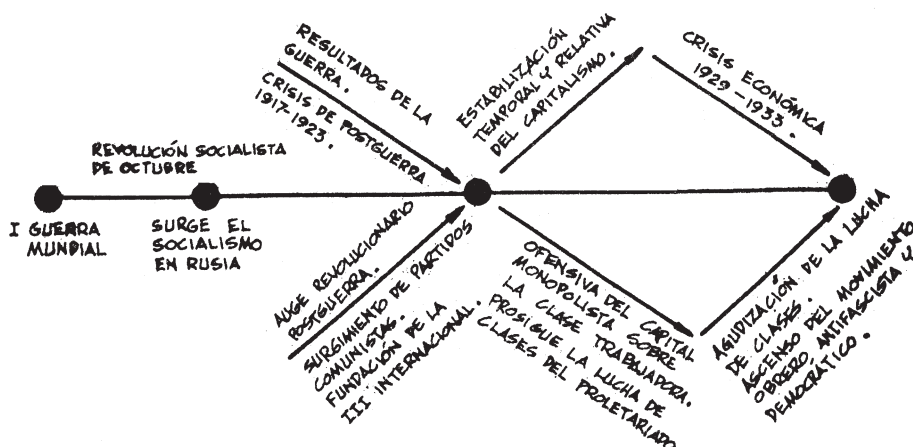 I GUERRA
MUNDIAL
REVOLUCIÓN SOCIALISTA
DE OCTUBRE
SURGE EL
SOCIALISMO
EN RUSIA
RESULTADOS DE LA
GUERRA.
CRISIS DE POSTGUERRA
1917-1923.
AUGE REVOLUCIONARIO
POSTGUERRA.
SURGIMIENTO DE PARTIDOS
COMUNISTAS.
FUNDACIÓN DE LA
III INTERNACIONAL.
ESTABILIZACIÓN
TEMPORAL Y RELATIVA
DEL CAPITALISMO.
CRISIS ECONÓMICA
1929-1933.
OFENSIVA DEL CAPITAL
MONOPOLISTA SOBRE
LA CLASE TRABAJADORA.
PROSIGUE LA LUCHA DE
CLASES DEL PROLETARIADO
AGUDIZACIÓN DE LA LUCHA
DE CLASES.
ASCENSO DEL MOVIMIENTO
OBRERO, ANTIFASCISTA Y
DEMOCRÁTICO.